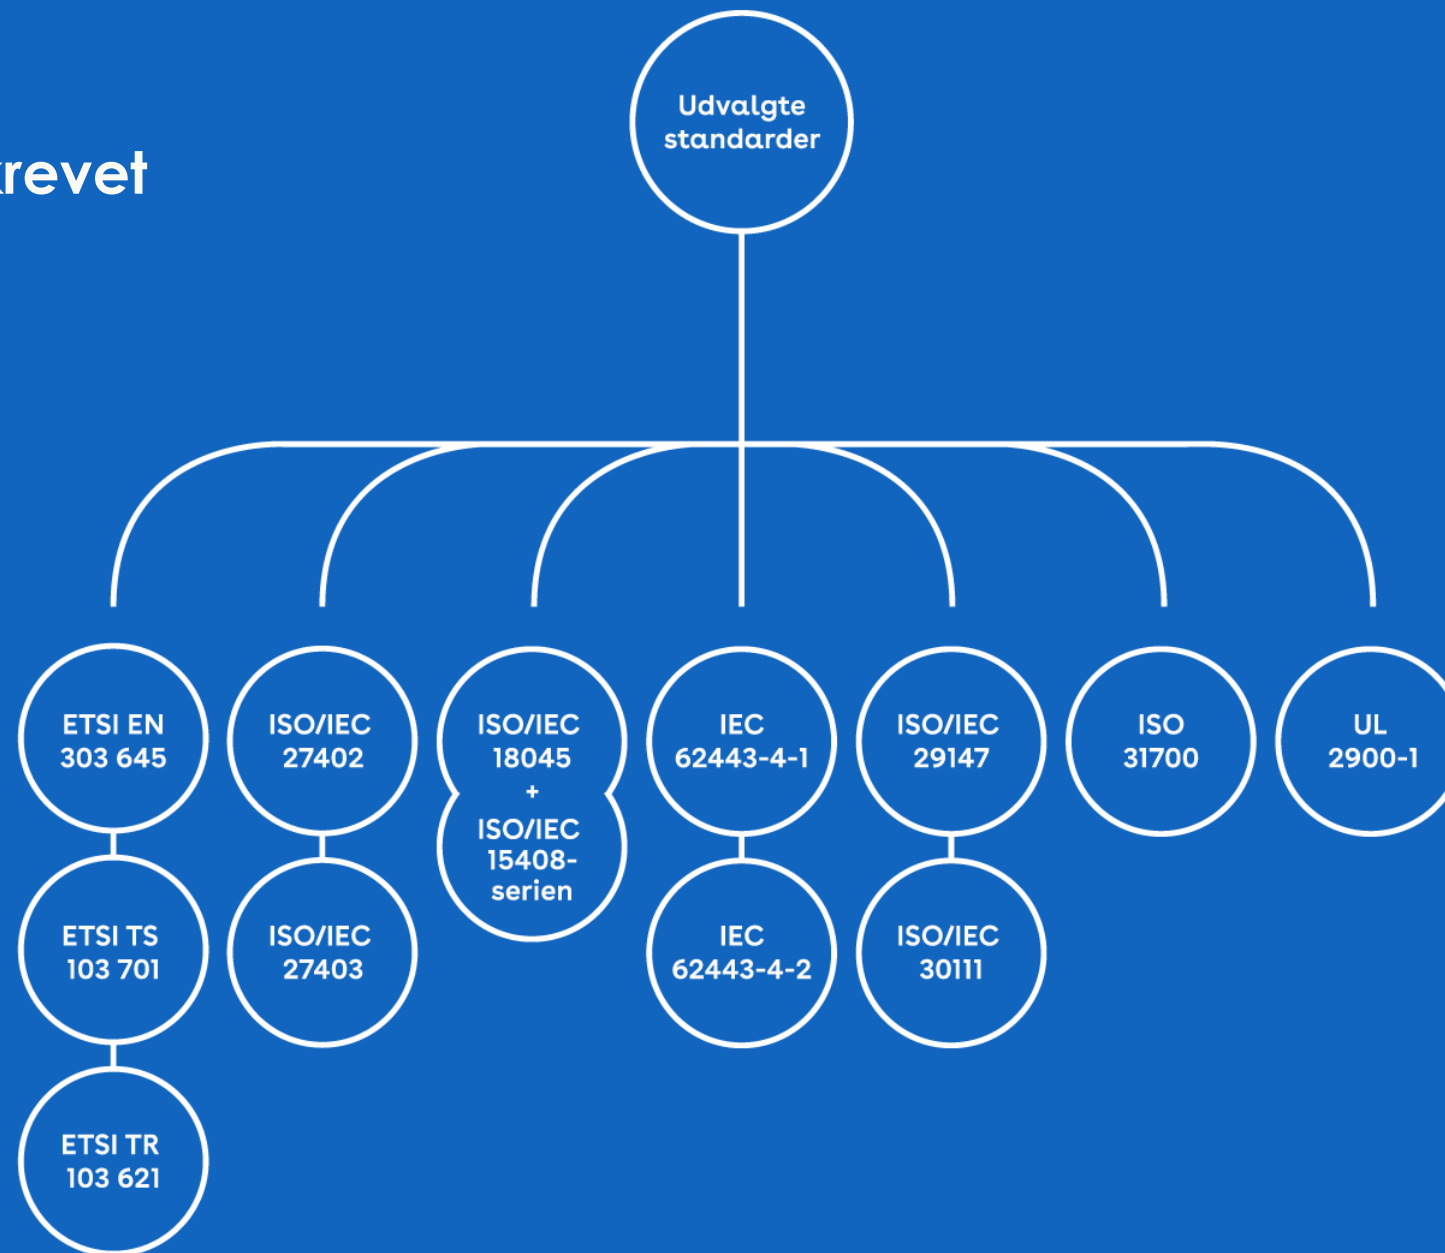 Udvalgte
standarder
krevet
ETSI EN
303 645
ETSI TS
103 701
ETSI TR
103 621
ISO/IEC
27402
ISO/IEC
27403
ISO/IEC
18045
+
ISO/IEC
15408-
serien
IEC
62443-4-1
IEC
62443-4-2
ISO/IEC
29147
ISO/IEC
30111
ISO
31700
UL
2900-1